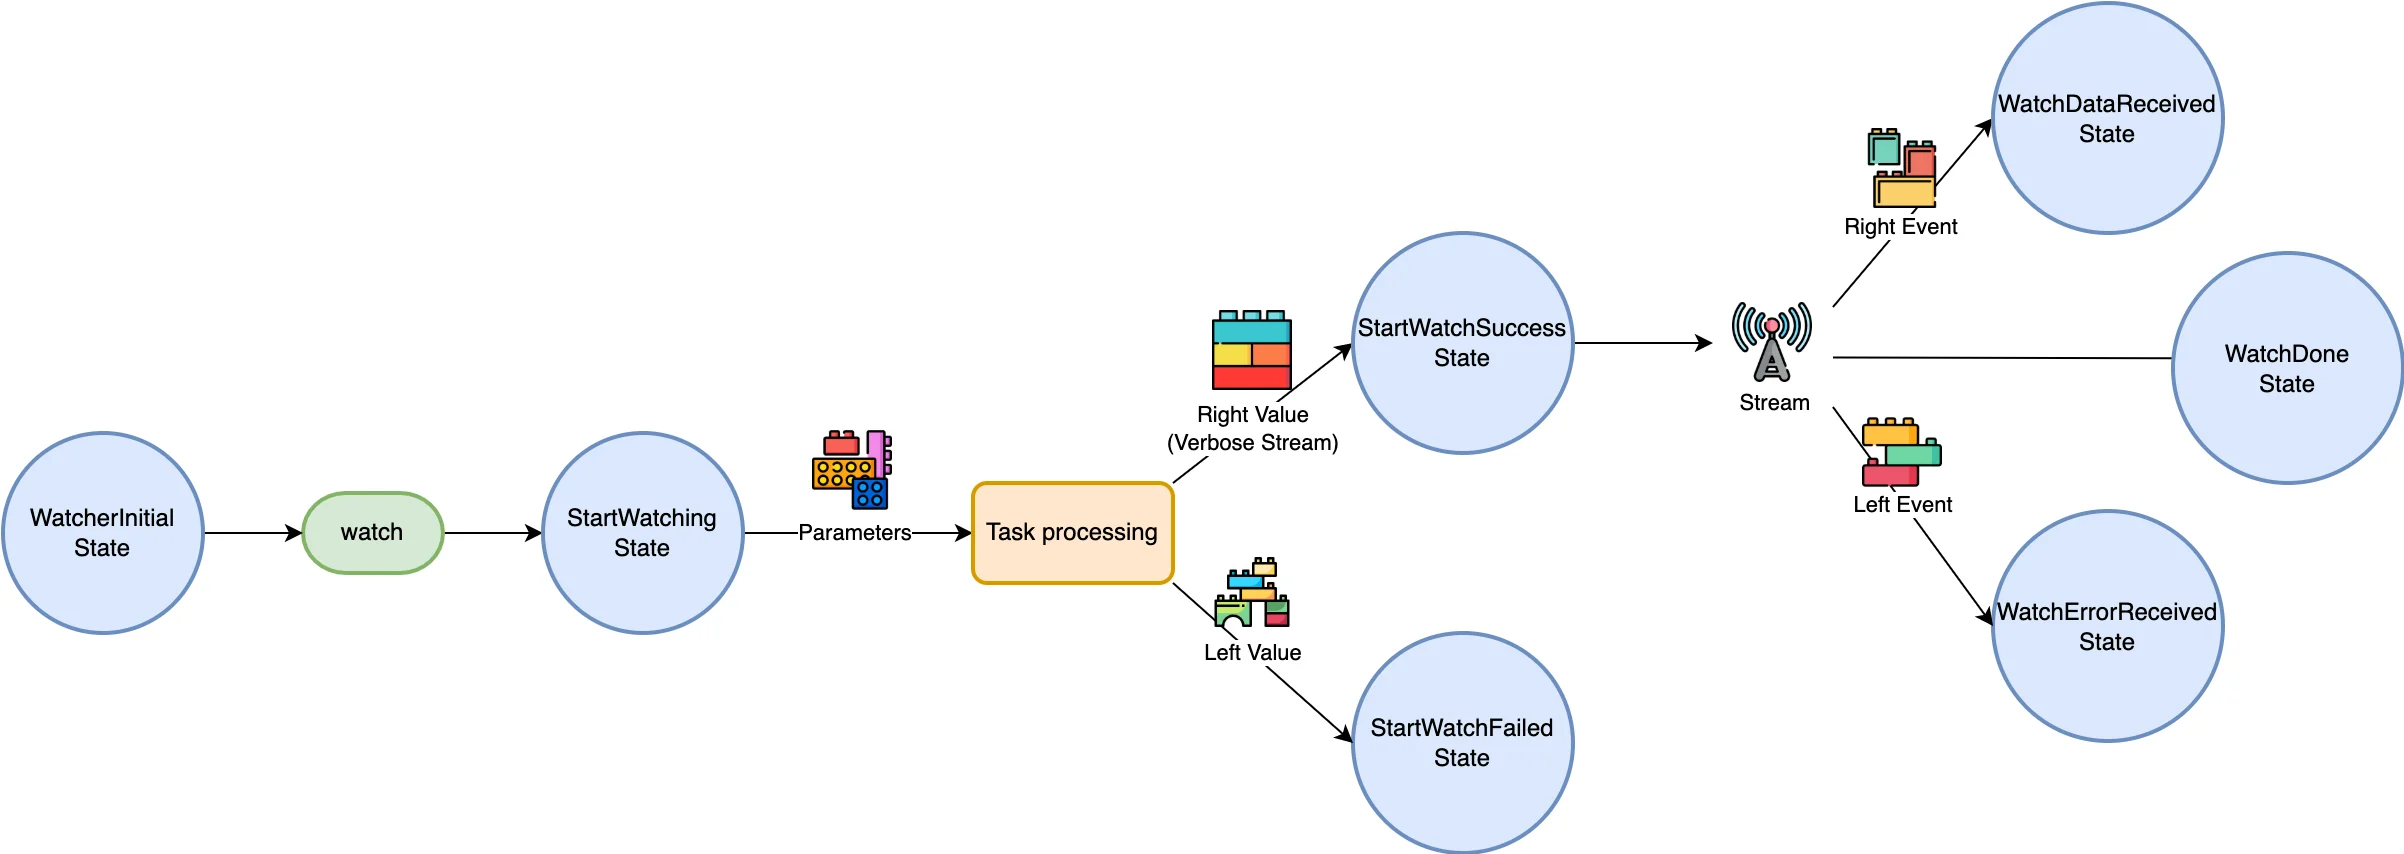 WatcherInitial
State
watch
StartWatching
State
Parameters
Task processing
Right Value
(Verbose Stream)
Left Value
StartWatchSuccess
State
StartWatchFailed
State
Stream
Right Event
Left Event
WatchDataReceived
State
WatchDone
State
WatchErrorReceived
State